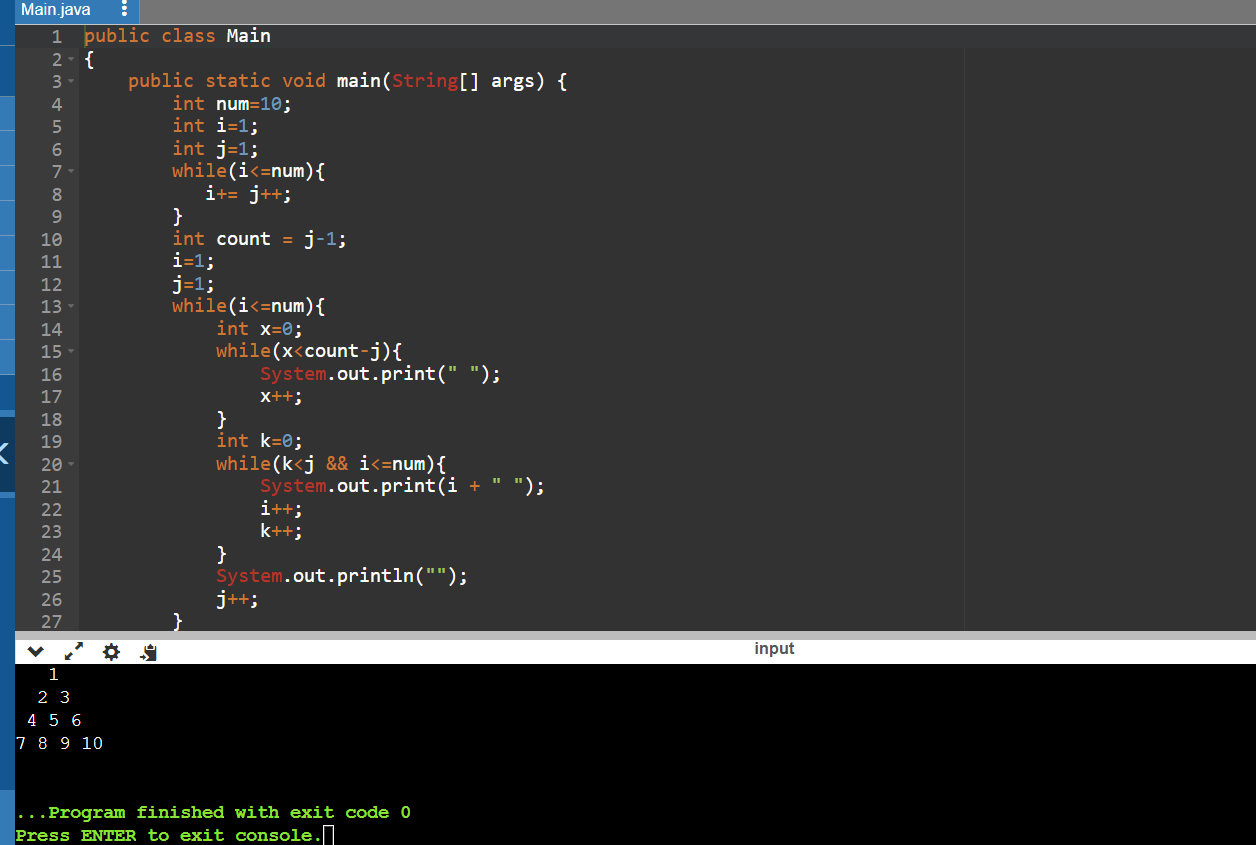 Main.java
1 public class Main
2 {
3     public static void main(String[] args) {
4         int num=10;
5         int i=1;
6         int j=1;
7         while(i<=num){
8            i+= j++;
9         }
10         int count = j-1;
11         i=1;
12         j=1;
13         while(i<=num){
14             int x=0;
15             while(x<count-j){
16                 System.out.print(" ");
17                 x++;
18             }
19             int k=0;
20             while(k<j && i<=num){
21                 System.out.print(i + " ");
22                 i++;
23                 k++;
24             }
25             System.out.println("");
26             j++;
27         }
input
   1
  2 3
 4 5 6
7 8 9 10
...Program finished with exit code 0
Press ENTER to exit console.